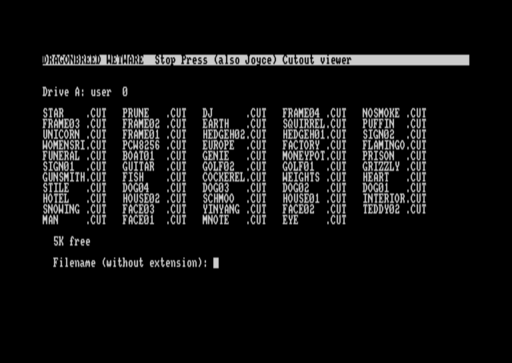 DRAGONBREED WETWARE  Stop Press (also Joyce) Cutout viewer
Drive A: user  0
STAR    .CUT  PRUNE   .CUT  DJ      .CUT  FRAME04 .CUT  NOSMOKE .CUT
FRAME03 .CUT  FRAME02 .CUT  EARTH   .CUT  SQUIRREL.CUT  PUFFIN  .CUT
UNICORN .CUT  FRAME01 .CUT  HEDGEH02.CUT  HEDGEH01.CUT  SIGN02  .CUT
WOMENSRI.CUT  PCW8256 .CUT  EUROPE  .CUT  FACTORY .CUT  FLAMINGO.CUT
FUNERAL .CUT  BOAT01  .CUT  GENIE   .CUT  MONEYPOT.CUT  PRISON  .CUT
SIGN01  .CUT  GUITAR  .CUT  GOLF02  .CUT  GOLF01  .CUT  GRIZZLY .CUT
GUNSMITH.CUT  FISH    .CUT  COCKEREL.CUT  WEIGHTS .CUT  HEART   .CUT
STILE   .CUT  DOG04   .CUT  DOG03   .CUT  DOG02   .CUT  DOG01   .CUT
HOTEL   .CUT  HOUSE02 .CUT  SCHMOO  .CUT  HOUSE01 .CUT  INTERIOR.CUT
SNOWING .CUT  FACE03  .CUT  YINYANG .CUT  FACE02  .CUT  TEDDY02 .CUT
MAN     .CUT  FACE01  .CUT  MNOTE   .CUT  EYE     .CUT
5K free
Filename (without extension):